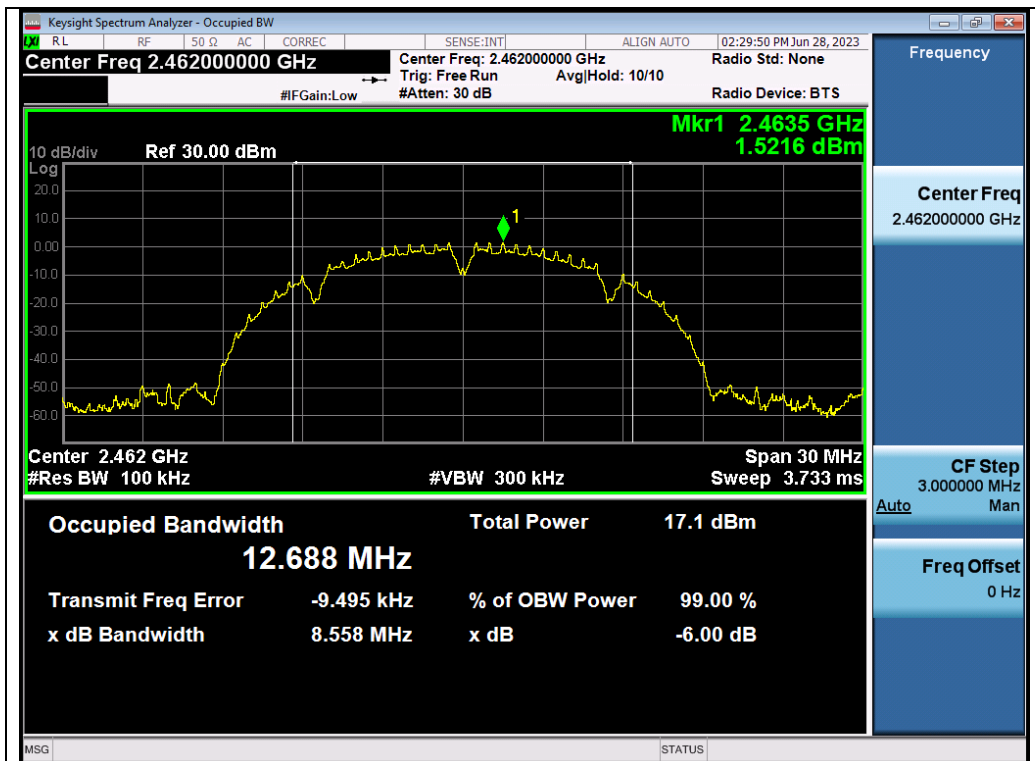 Keysight Spectrum Analyzer - Occupied BW
LXI RL RF 50 Ω AC CORREC SENSE:INT ALIGN AUTO 02:29:50 PM Jun 28, 2023
Center Freq 2.462000000 GHz
Center Freq: 2.462000000 GHz Radio Std: None
Trig: Free Run Avg|Hold: 10/10
#IFGain:Low #Atten: 30 dB Radio Device: BTS
Mkr1 2.4635 GHz
1.5216 dBm
10 dB/div Ref 30.00 dBm
Log
20.0
10.0
1
0.00
-10.0
-20.0
-30.0
-40.0
-50.0
-60.0
Center 2.462 GHz Span 30 MHz
#Res BW 100 kHz #VBW 300 kHz Sweep 3.733 ms
Occupied Bandwidth Total Power 17.1 dBm
12.688 MHz
Transmit Freq Error -9.495 kHz % of OBW Power 99.00 %
x dB Bandwidth 8.558 MHz x dB -6.00 dB
Frequency
Center Freq
2.462000000 GHz
CF Step
3.000000 MHz
Auto Man
Freq Offset
0 Hz
MSG STATUS